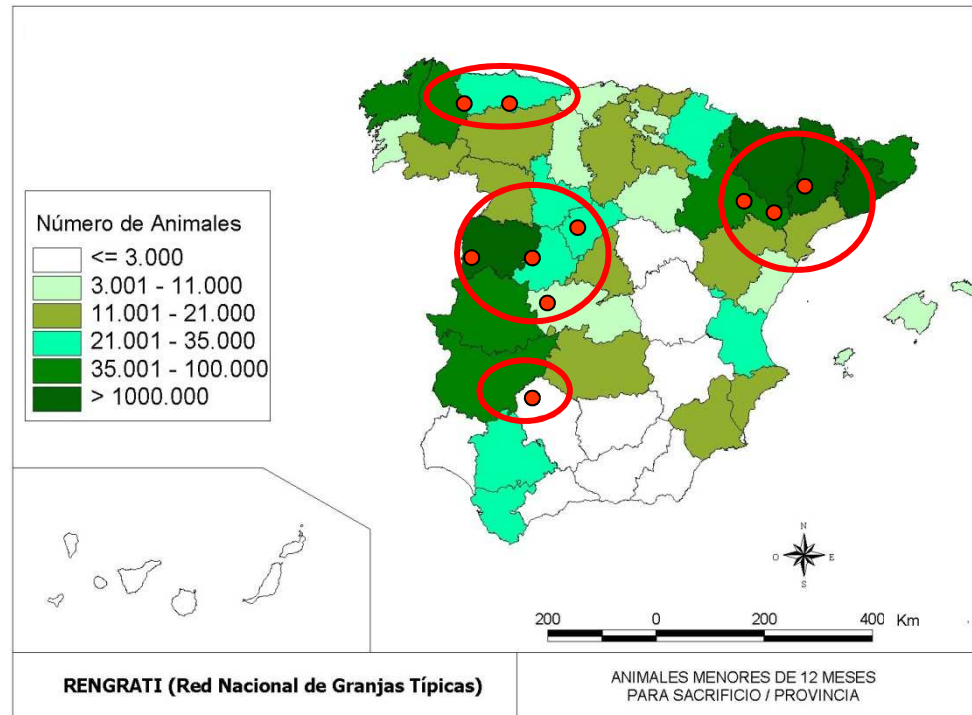 Número de Animales
<= 3.000
3.001 - 11.000
11.001 - 21.000
21.001 - 35.000
35.001 - 100.000
> 1000.000
N
O
E
S
200
0
200
400
Km
RENGRATI (Red Nacional de Granjas Típicas)
ANIMALES MENORES DE 12 MESES
PARA SACRIFICIO / PROVINCIA